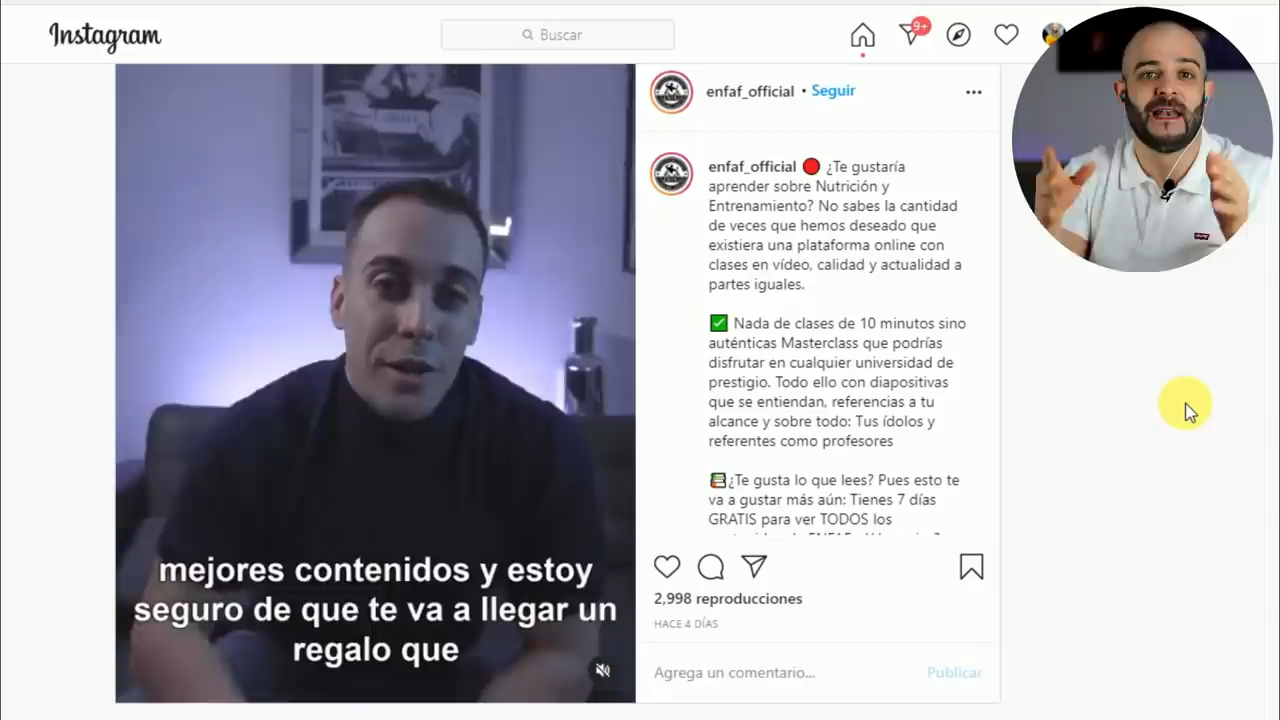 Instagram
Buscar
9+
enfaf_official • Seguir
enfaf_official 🔴 ¿Te gustaría
aprender sobre Nutrición y
Entrenamiento? No sabes la cantidad
de veces que hemos deseado que
existiera una plataforma online con
clases en vídeo, calidad y actualidad a
partes iguales.
✅ Nada de clases de 10 minutos sino
auténticas Masterclass que podrías
disfrutar en cualquier universidad de
prestigio. Todo ello con diapositivas
que se entiendan, referencias a tu
alcance y sobre todo: Tus ídolos y
referentes como profesores
📚¿Te gusta lo que lees? Pues esto te
va a gustar más aún: Tienes 7 días
GRATIS para ver TODOS los
2,998 reproducciones
HACE 4 DÍAS
Agrega un comentario... Publicar
mejores contenidos y estoy
seguro de que te va a llegar un
regalo que